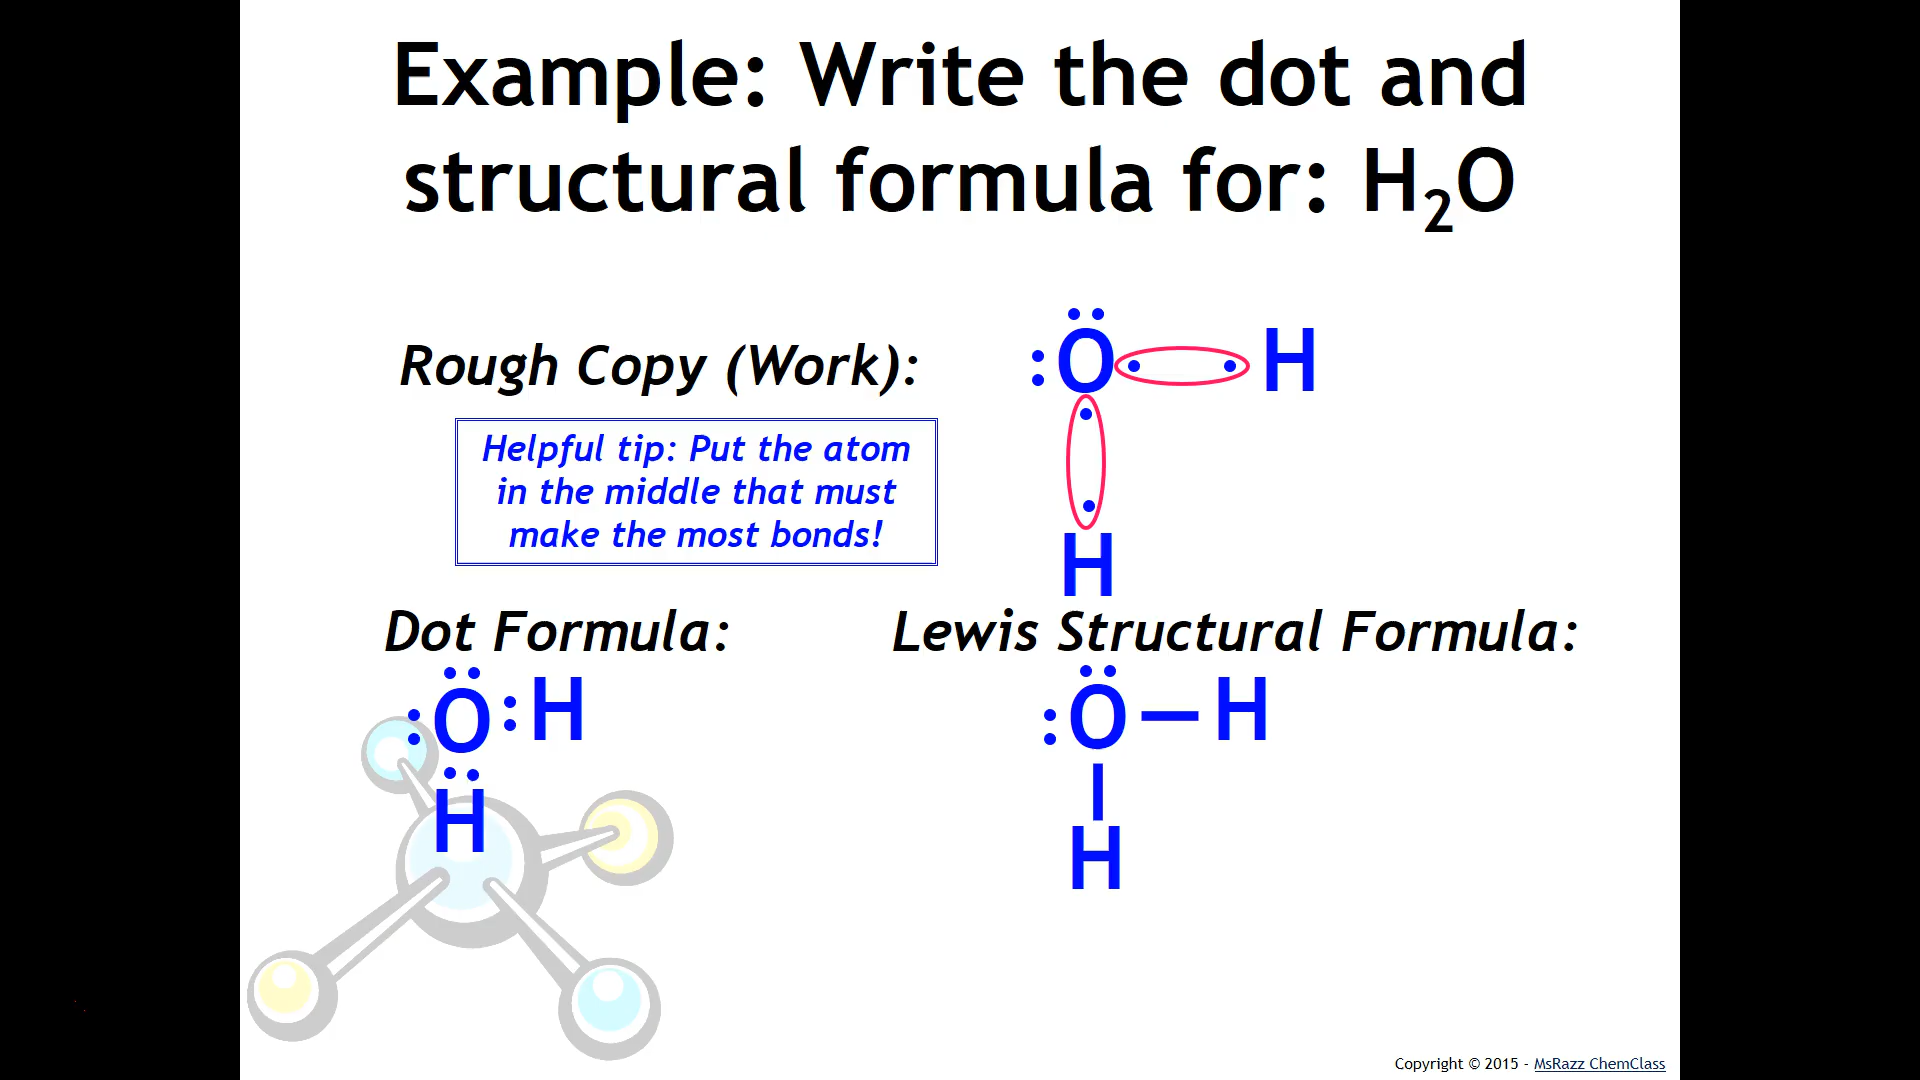 Example: Write the dot and
structural formula for: H₂O
Rough Copy (Work):
O H
H
Helpful tip: Put the atom
in the middle that must
make the most bonds!
Dot Formula:
O H
H
Lewis Structural Formula:
O — H
|
H
Copyright © 2015 - MsRazz ChemClass